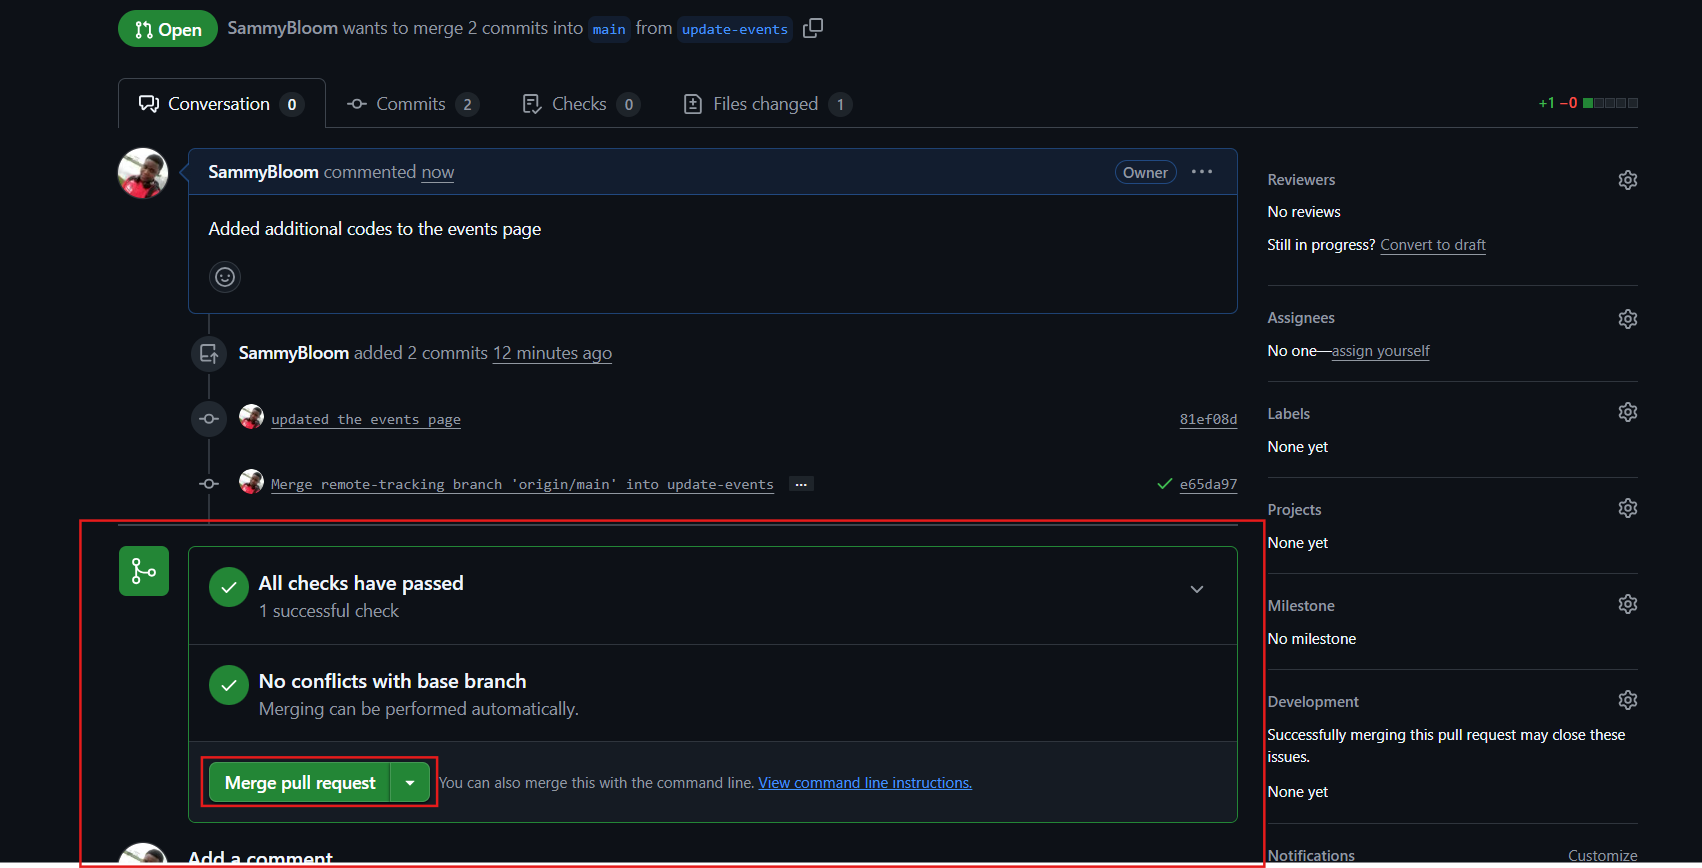 Open SammyBloom wants to merge 2 commits into main from update-events
Conversation 0 Commits 2 Checks 0 Files changed 1 +1 −0
SammyBloom commented now Owner
Added additional codes to the events page
SammyBloom added 2 commits 12 minutes ago
updated the events page 81ef08d
Merge remote-tracking branch 'origin/main' into update-events ... e65da97
All checks have passed
1 successful check
No conflicts with base branch
Merging can be performed automatically.
Merge pull request You can also merge this with the command line. View command line instructions.
Add a comment
Reviewers
No reviews
Still in progress? Convert to draft
Assignees
No one—assign yourself
Labels
None yet
Projects
None yet
Milestone
No milestone
Development
Successfully merging this pull request may close these
issues.
None yet
Notifications Customize